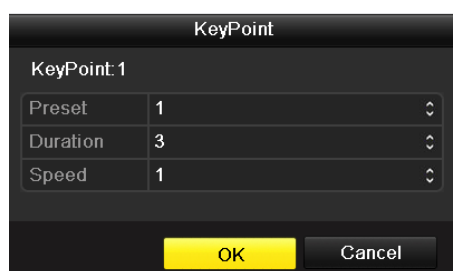 KeyPoint
KeyPoint:1
Preset 1
Duration 3
Speed 1
OK Cancel